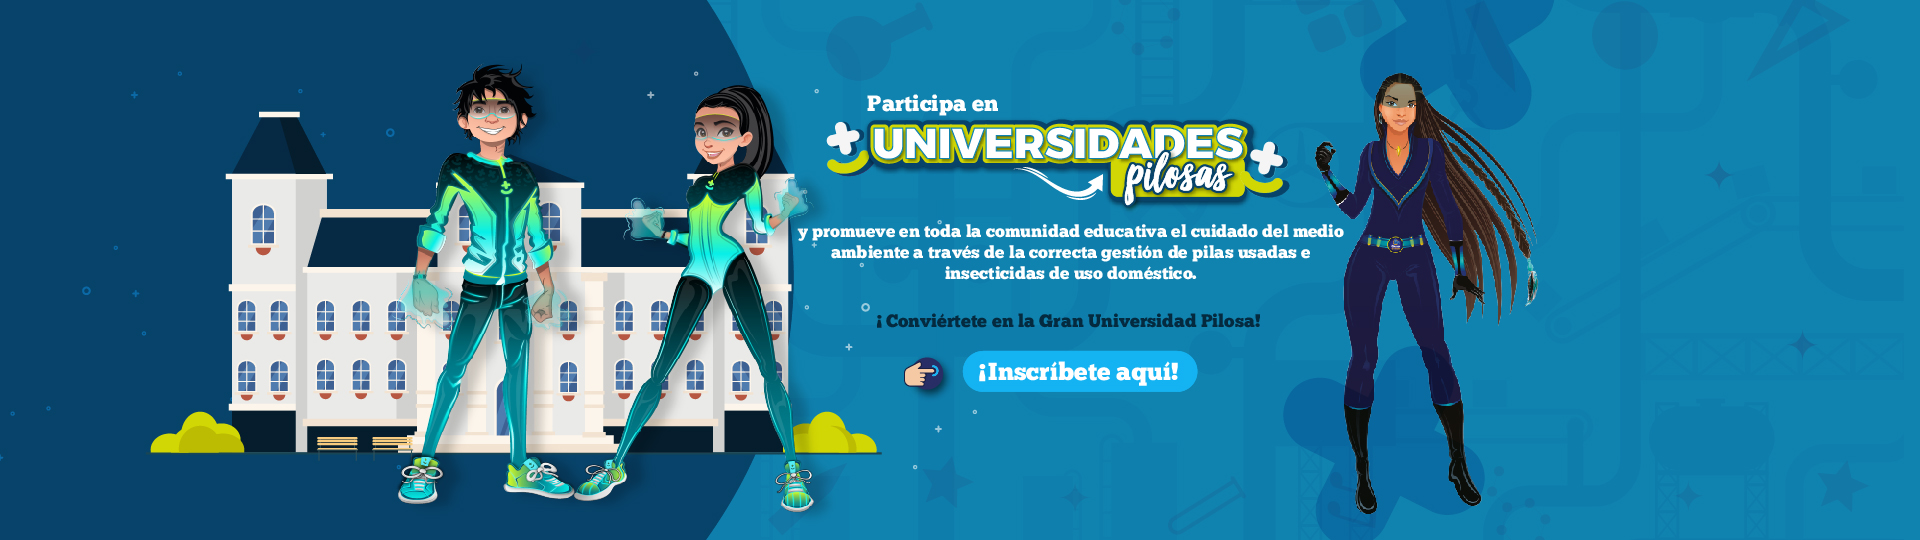 Participa en
UNIVERSIDADES
pilosas
y promueve en toda la comunidad educativa el cuidado del medio
ambiente a través de la correcta gestión de pilas usadas e
insecticidas de uso doméstico.
¡Conviértete en la Gran Universidad Pilosa!
¡Inscríbete aquí!